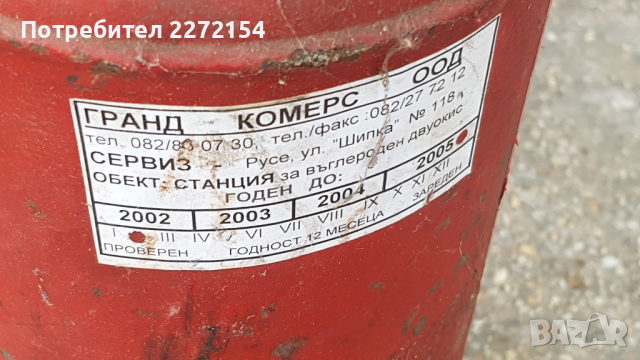 Потребител 2272154
ГРАНД - КОМЕРС ООД
тел. 082/83 07 30, тел./факс :082/27 72 12
СЕРВИЗ - Русе, ул. "Шипка" № 118
ОБЕКТ: СТАНЦИЯ за въглероден двуокис
ГОДЕН ДО:
2002 2003 2004 2005
I III IV V VI VII VIII IX X XI XII
ПРОВЕРЕН ГОДНОСТ 12 МЕСЕЦА ЗАРЕДЕН
BAZAR